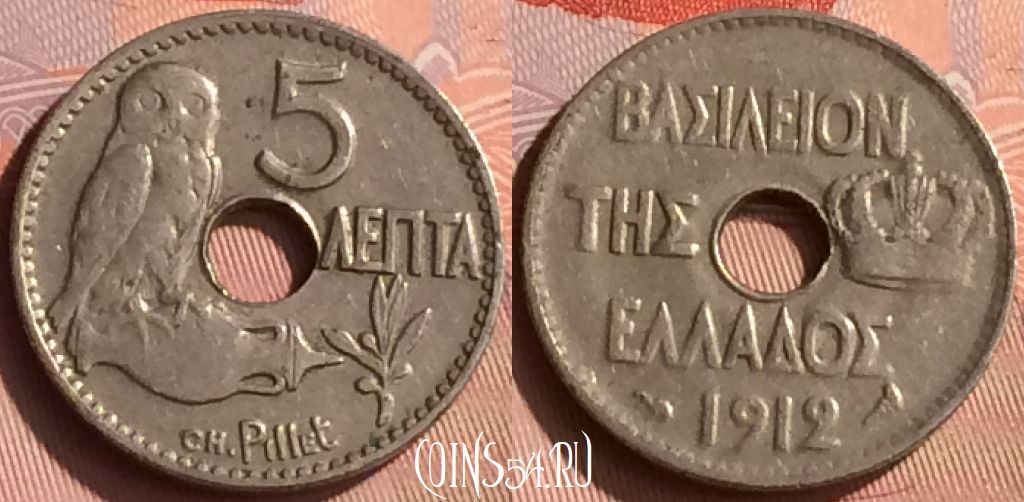 5
ΛΕΠΤΑ
CH. Pillet
ΒΑΣΙΛΕΙΟΝ
ΤΗΣ
ΕΛΛΑΔΟΣ
1912
COINS54.RU